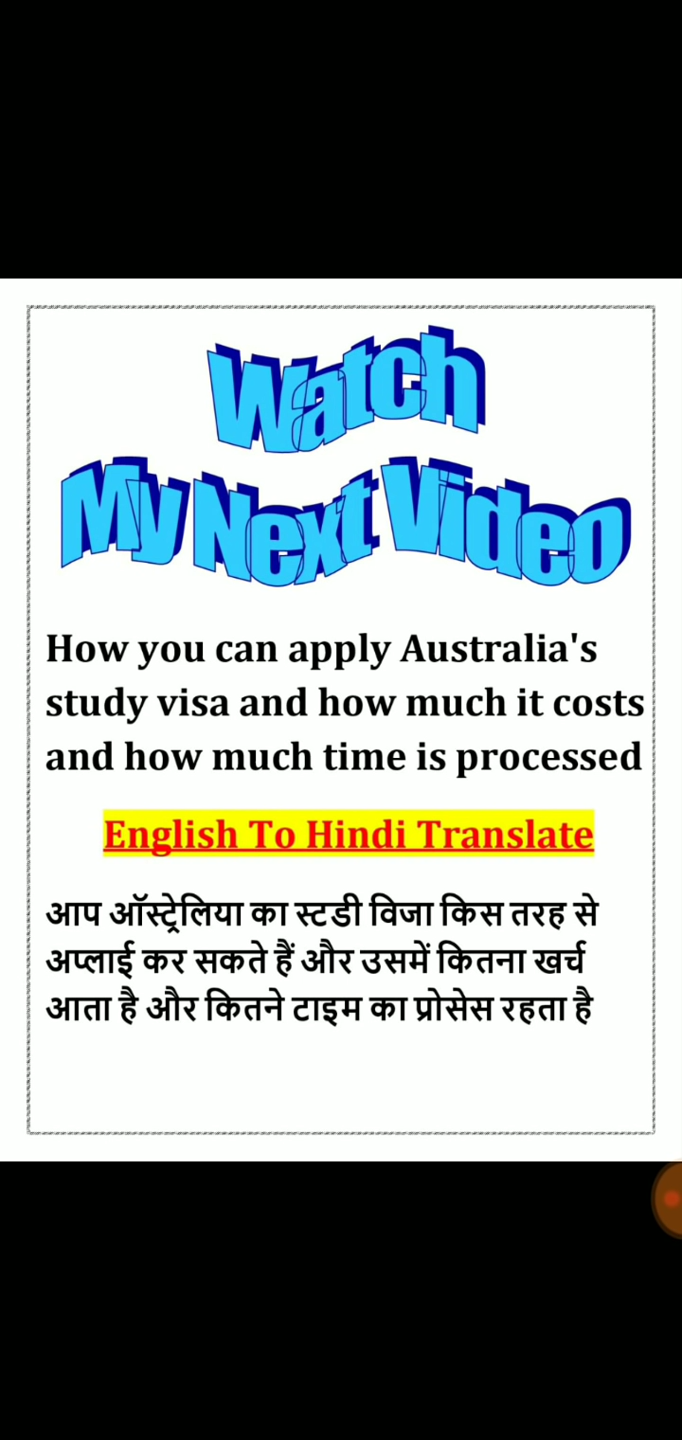 Watch
My Next Video
How you can apply Australia's
study visa and how much it costs
and how much time is processed
English To Hindi Translate
आप ऑस्ट्रेलिया का स्टडी विजा किस तरह से
अप्लाई कर सकते हैं और उसमें कितना खर्च
आता है और कितने टाइम का प्रोसेस रहता है